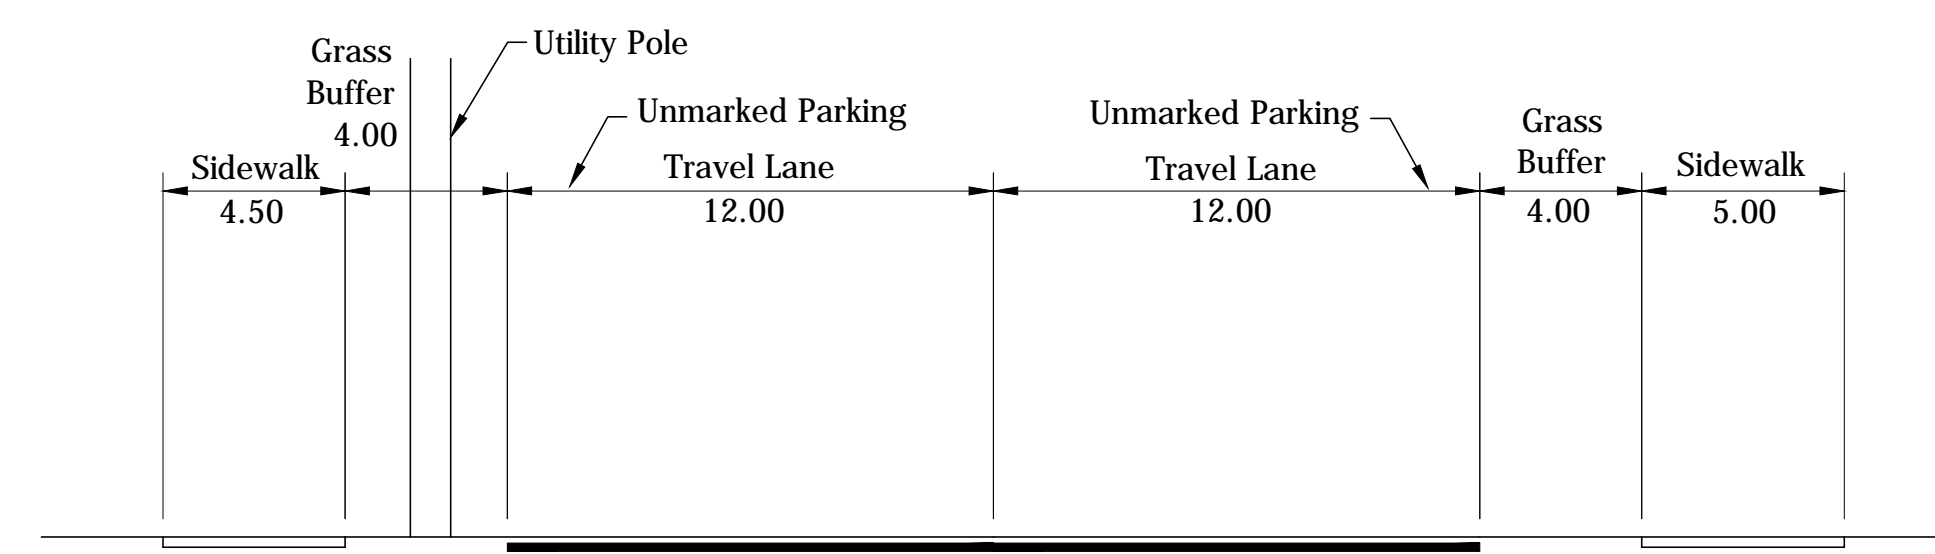 Grass
Buffer
4.00
Utility Pole
Unmarked Parking
Unmarked Parking
Sidewalk
4.50
Travel Lane
12.00
Travel Lane
12.00
Grass
Buffer
4.00
Sidewalk
5.00